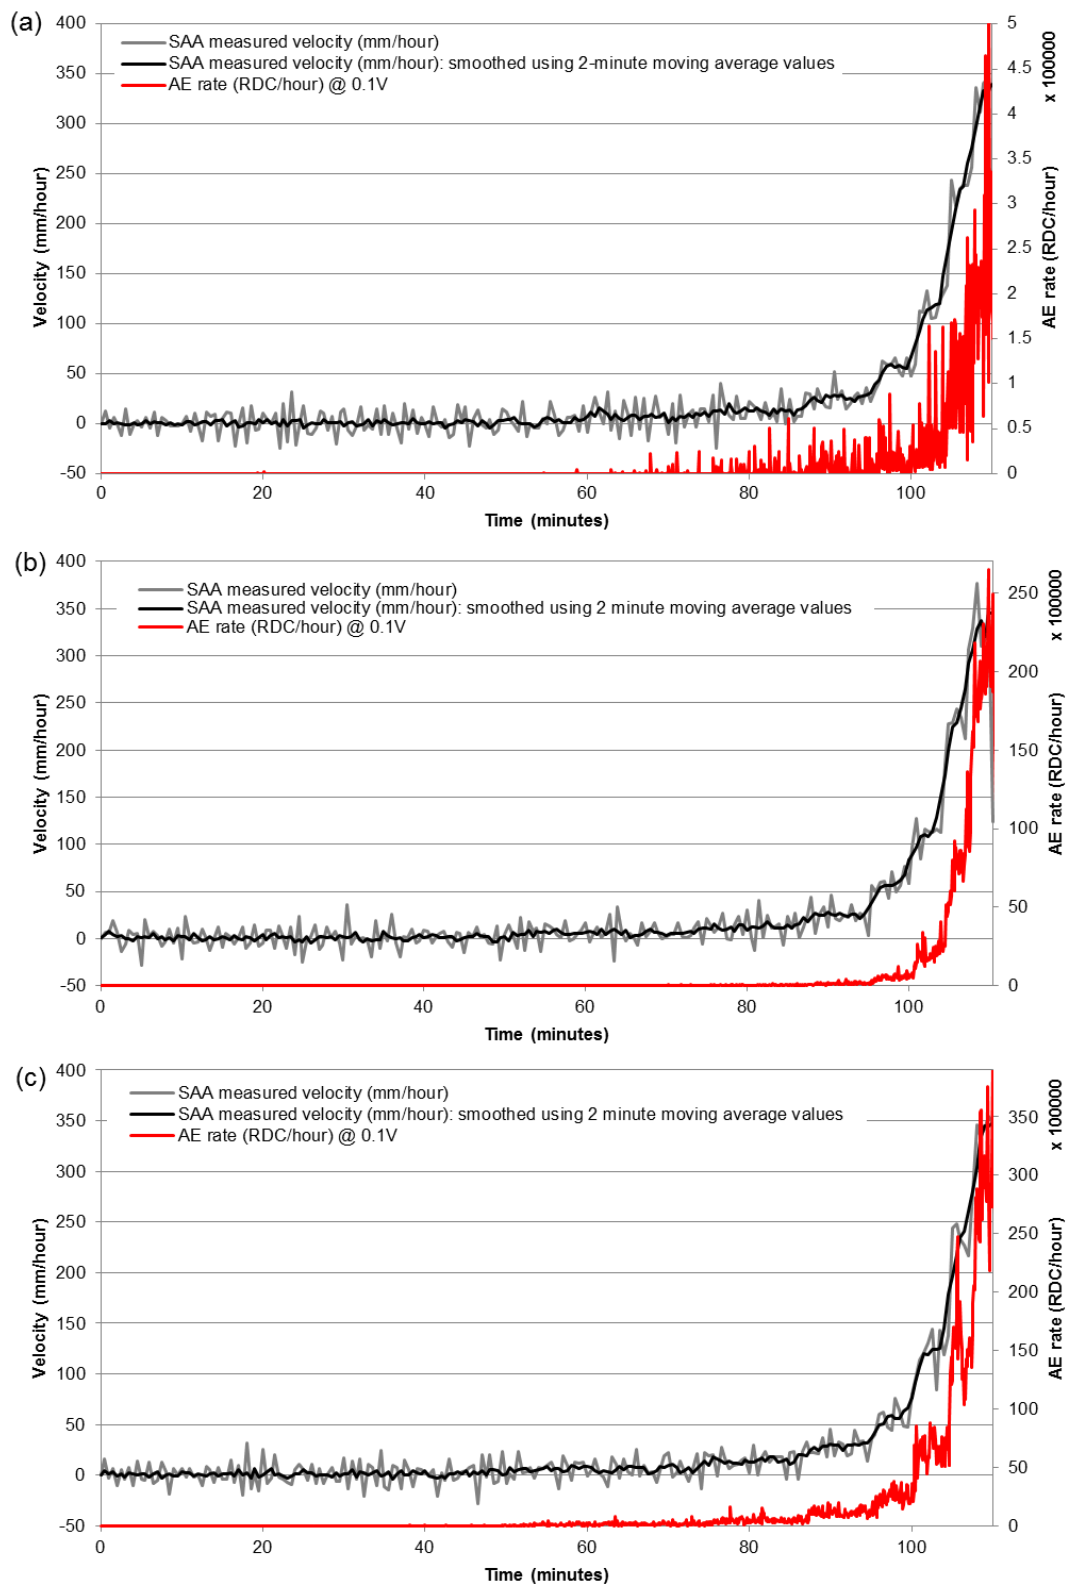 (a)
400
350
300
250
200
150
100
50
0
-50
Velocity (mm/hour)
SAA measured velocity (mm/hour)
SAA measured velocity (mm/hour): smoothed using 2-minute moving average values
AE rate (RDC/hour) @ 0.1V
5
4.5
4
3.5
3
2.5
2
1.5
1
0.5
0
x 100000
AE rate (RDC/hour)
0 20 40 60 80 100
Time (minutes)
(b)
400
350
300
250
200
150
100
50
0
-50
Velocity (mm/hour)
SAA measured velocity (mm/hour)
SAA measured velocity (mm/hour): smoothed using 2 minute moving average values
AE rate (RDC/hour) @ 0.1V
250
200
150
100
50
0
x 100000
AE rate (RDC/hour)
0 20 40 60 80 100
Time (minutes)
(c)
400
350
300
250
200
150
100
50
0
-50
Velocity (mm/hour)
SAA measured velocity (mm/hour)
SAA measured velocity (mm/hour): smoothed using 2 minute moving average values
AE rate (RDC/hour) @ 0.1V
350
300
250
200
150
100
50
0
x 100000
AE rate (RDC/hour)
0 20 40 60 80 100
Time (minutes)